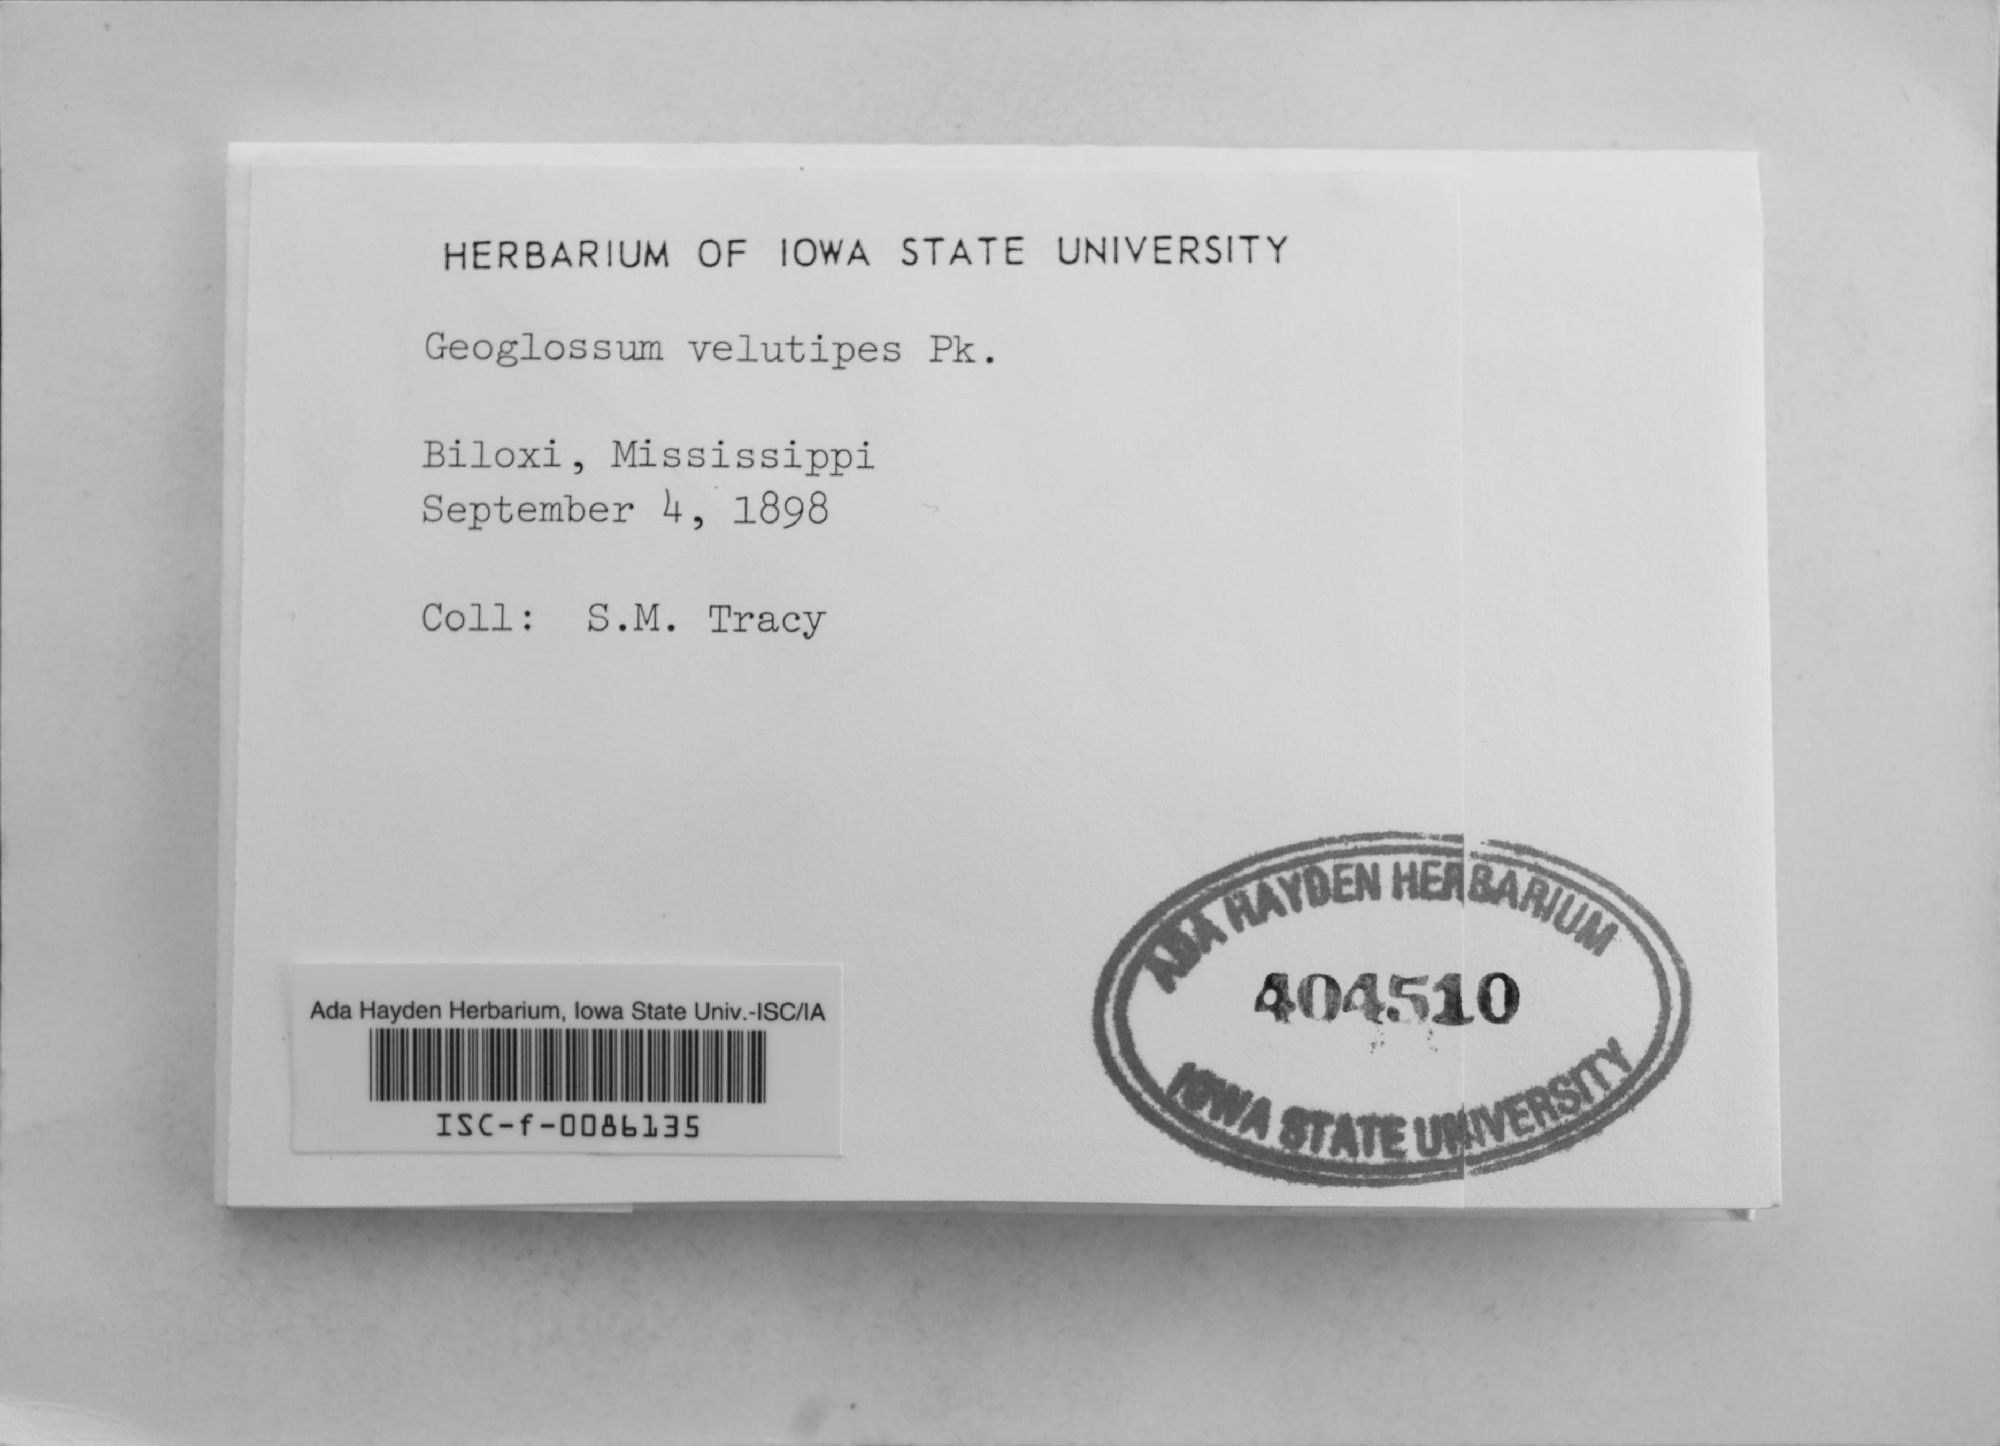 HERBARIUM OF IOWA STATE UNIVERSITY
Geoglossum velutipes Pk.
Biloxi, Mississippi
September 4, 1898
Coll: S.M. Tracy
Ada Hayden Herbarium, Iowa State Univ.-ISC/IA
ISC-f-0086135
ADA HAYDEN HERBARIUM
404510
IOWA STATE UNIVERSITY